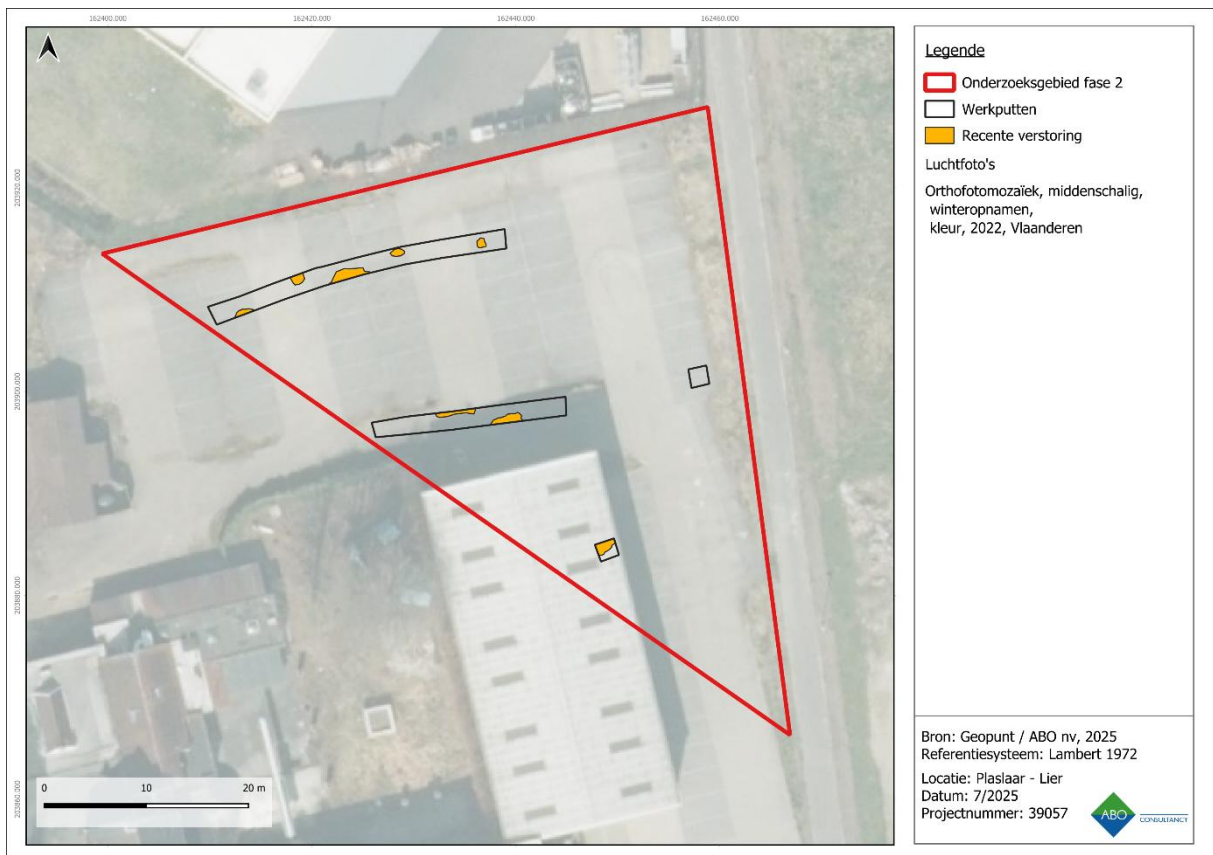 162400.000
162420.000
162440.000
162460.000
203920.000
203900.000
203880.000
203860.000
0 10 20 m
Legende
Onderzoeksgebied fase 2
Werkputten
Recente verstoring
Luchtfoto's
Orthofotomozaïek, middenschalig,
winteropnamen,
kleur, 2022, Vlaanderen
Bron: Geopunt / ABO nv, 2025
Referentiesysteem: Lambert 1972
Locatie: Plaslaar - Lier
Datum: 7/2025
Projectnummer: 39057
ABO
CONSULTANCY